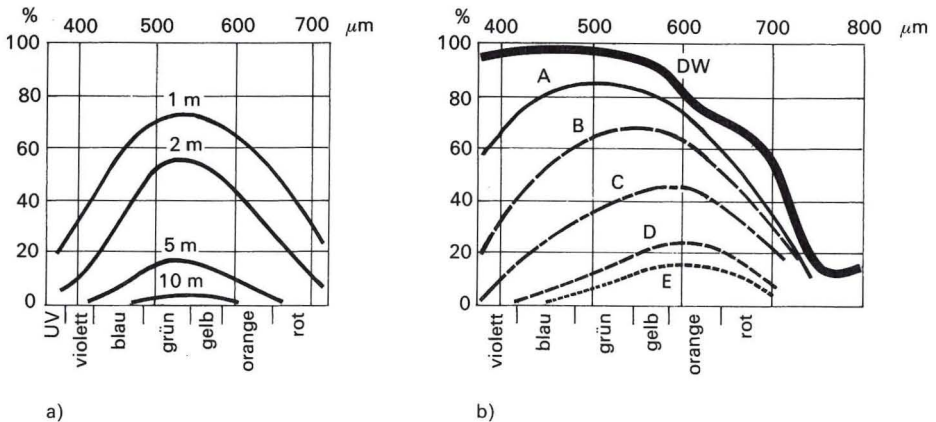 % 400 500 600 700 µm
100
80
60
40
20
0
1 m
2 m
5 m
10 m
UV violett blau grün gelb orange rot
a)
% 400 500 600 700 800 µm
100
80
60
40
20
0
DW
A
B
C
D
E
violett blau grün gelb orange rot
b)